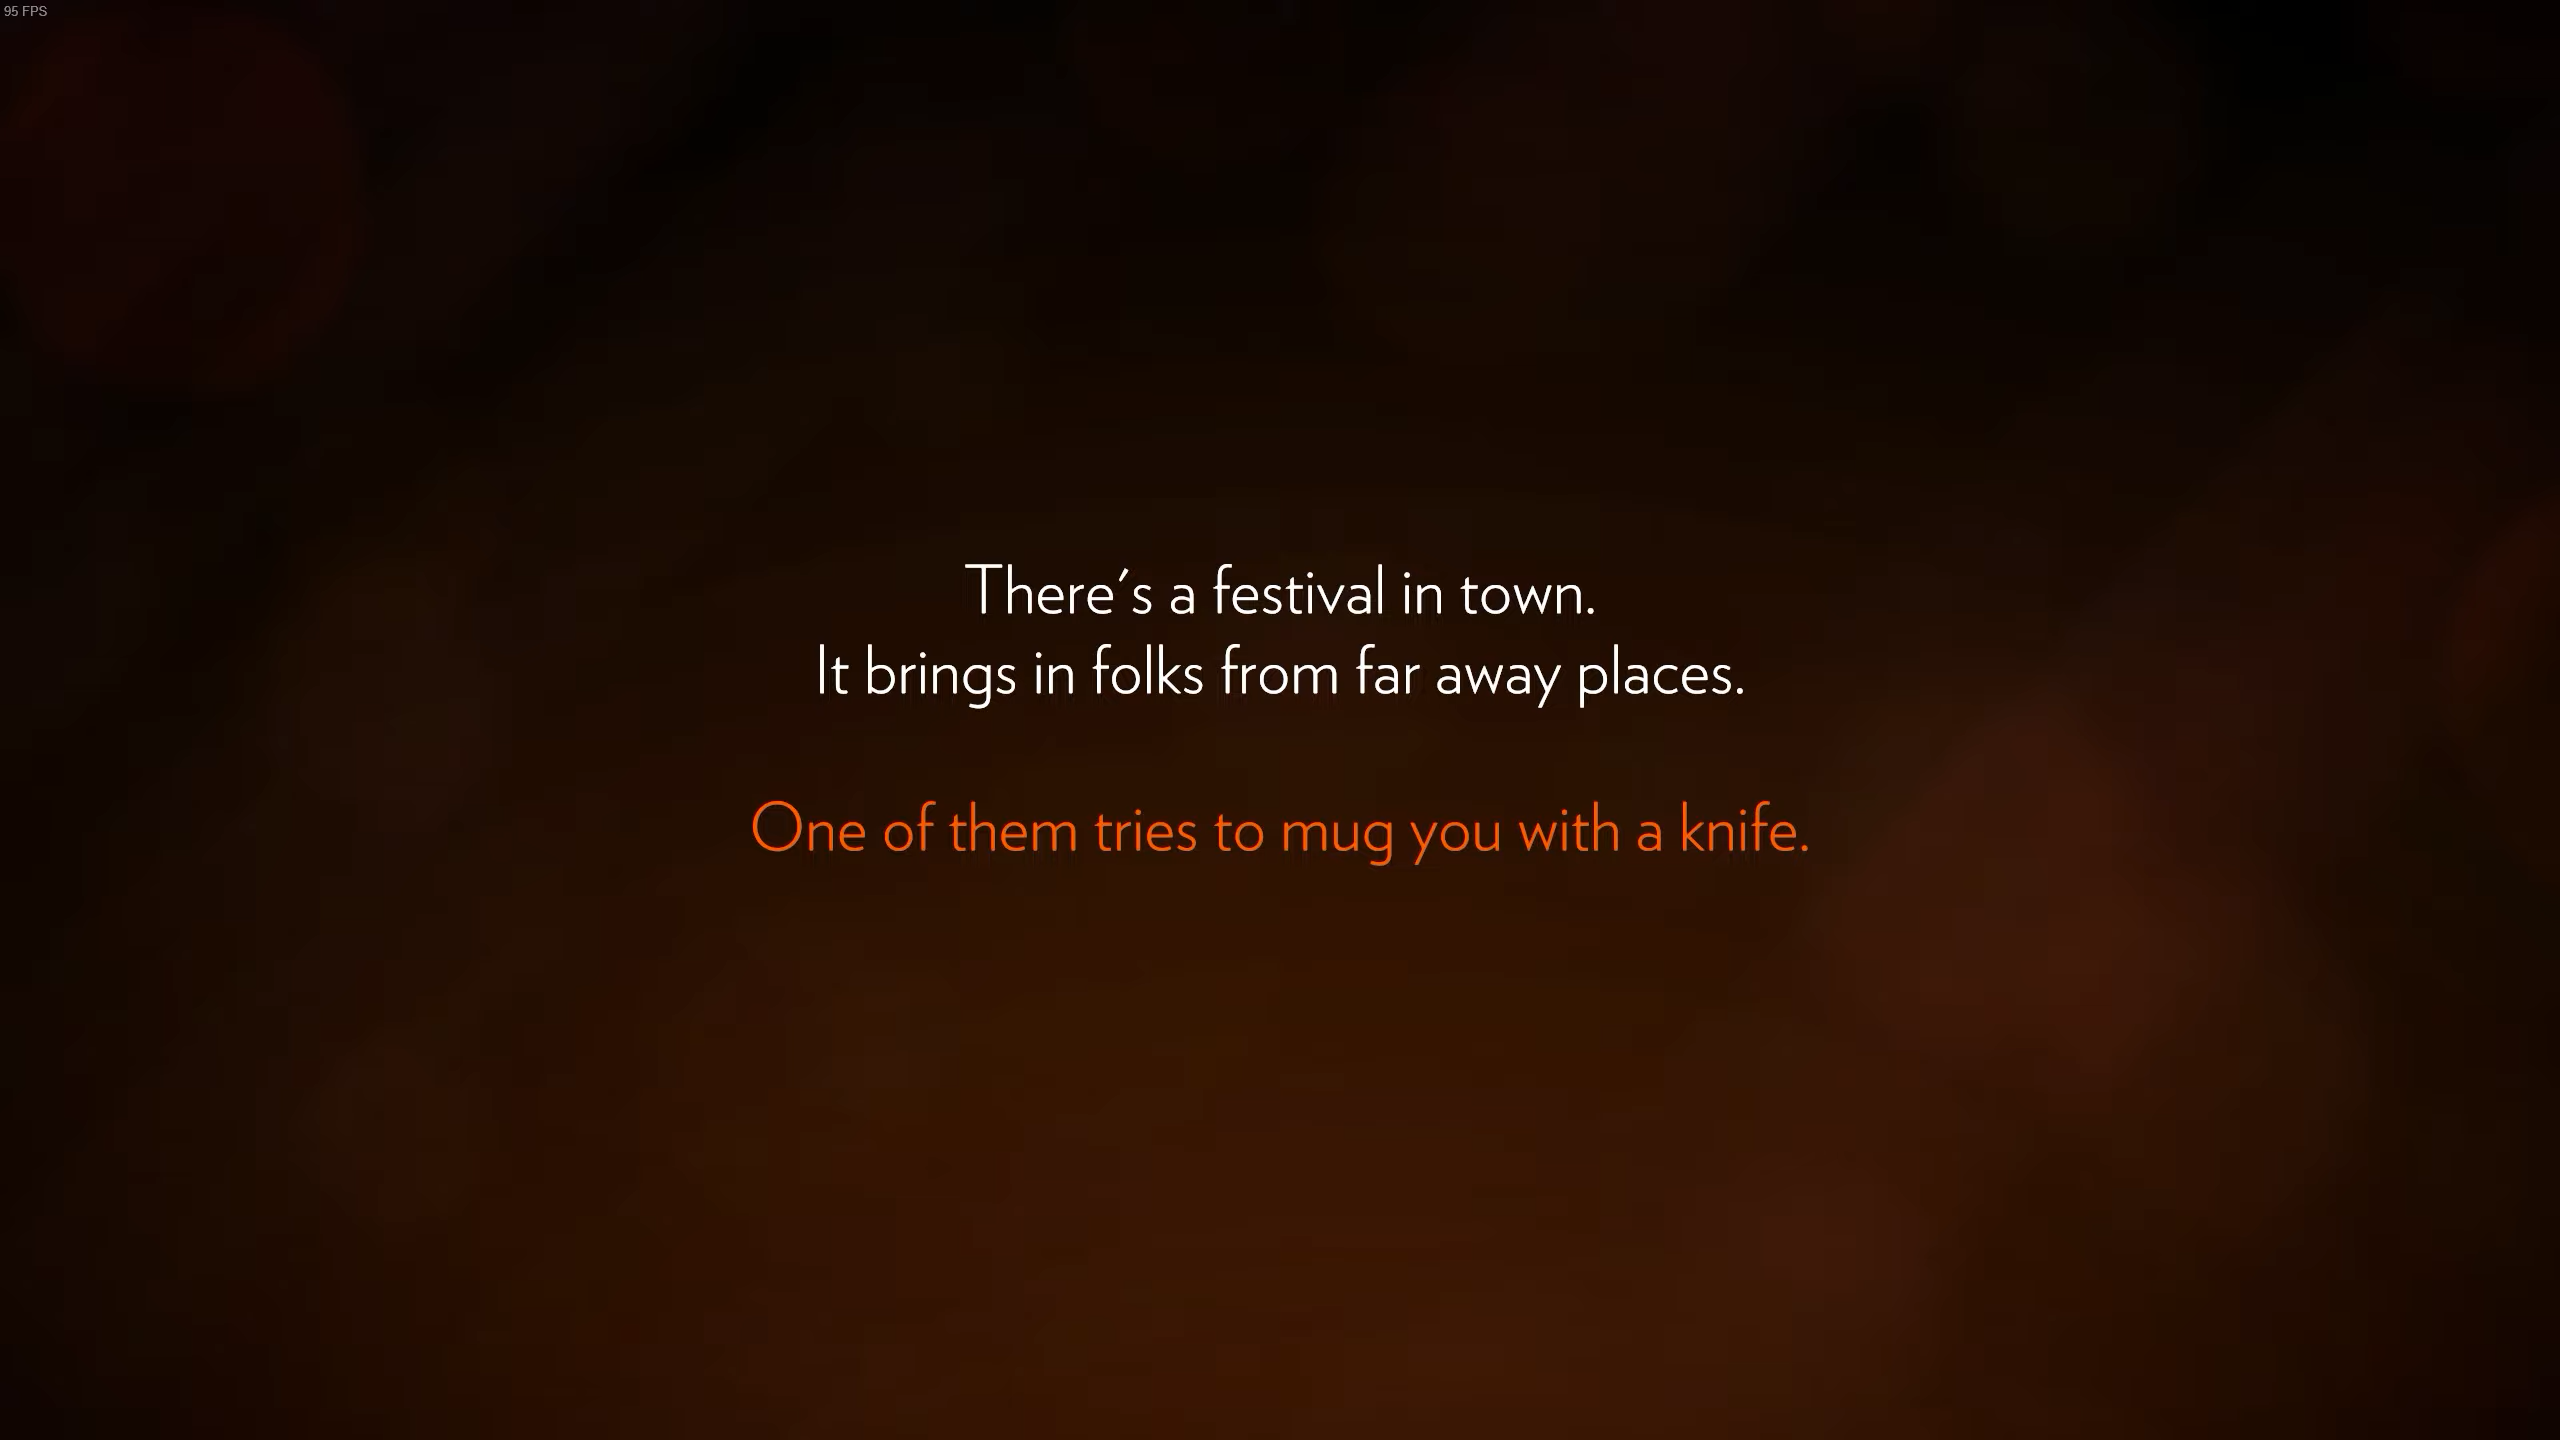 95 FPS
There's a festival in town.
It brings in folks from far away places.
One of them tries to mug you with a knife.